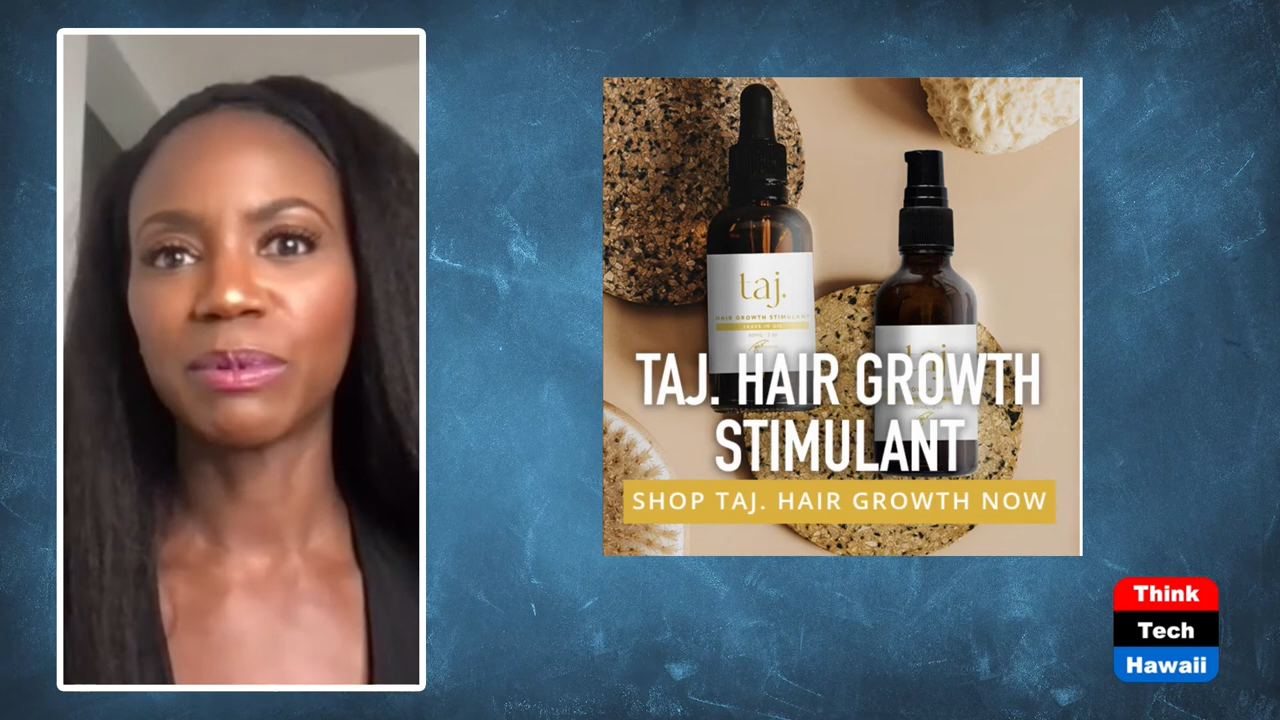 taj.
HAIR GROWTH STIMULANT
LEAVE-IN OIL
TAJ. HAIR GROWTH
STIMULANT
SHOP TAJ. HAIR GROWTH NOW
Think
Tech
Hawaii